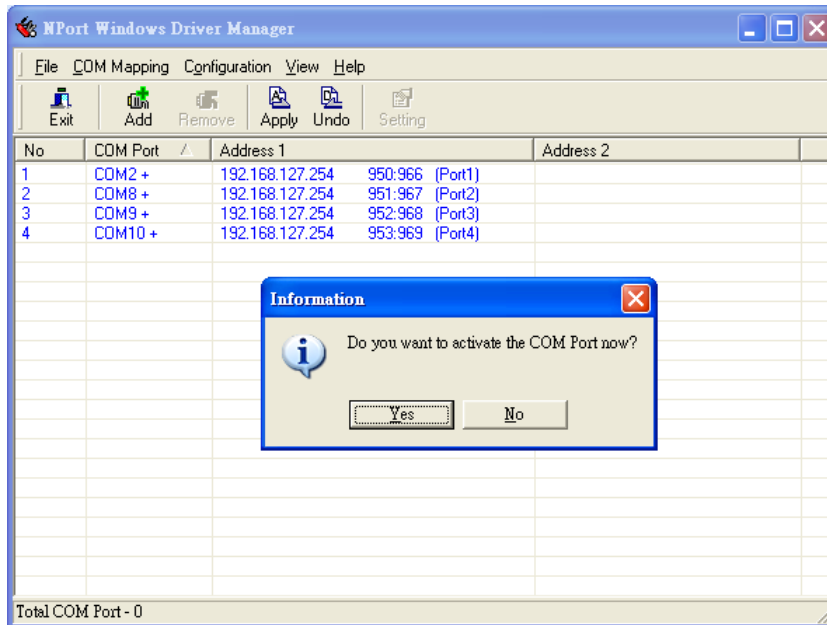 NPort Windows Driver Manager
File COM Mapping Configuration View Help
Exit Add Remove Apply Undo Setting
No COM Port Address 1 Address 2
1 COM2 + 192.168.127.254 950:966 (Port1)
2 COM8 + 192.168.127.254 951:967 (Port2)
3 COM9 + 192.168.127.254 952:968 (Port3)
4 COM10 + 192.168.127.254 953:969 (Port4)
Information
Do you want to activate the COM Port now?
Yes No
Total COM Port - 0